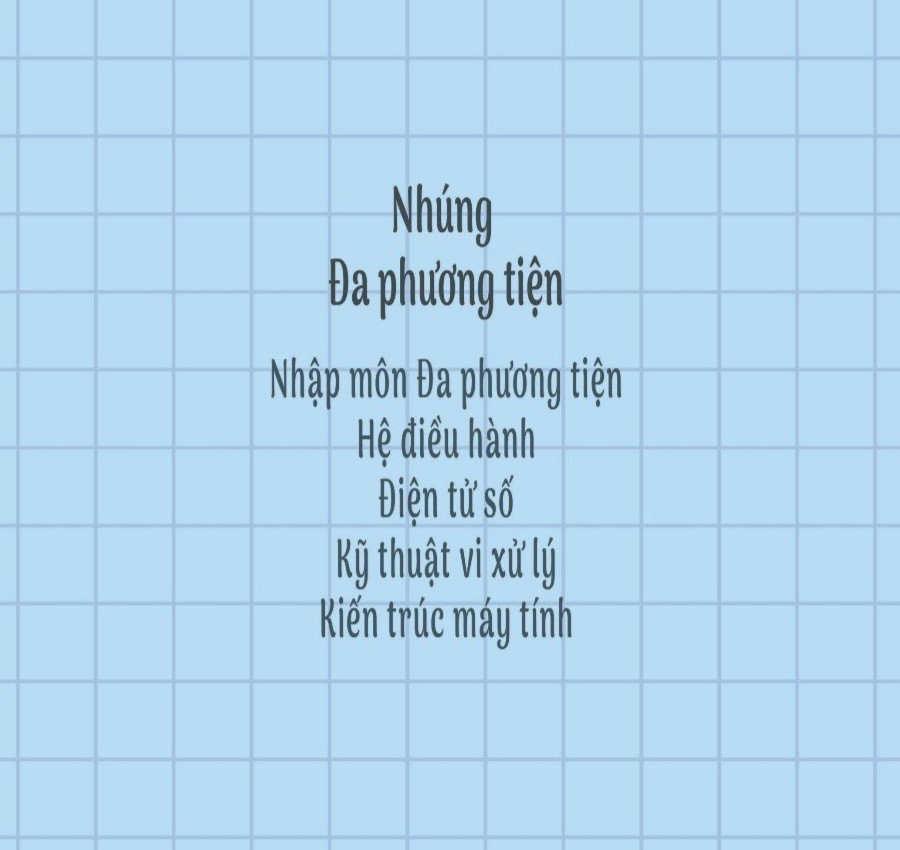 Nhúng
Đa phương tiện
Nhập môn Đa phương tiện
Hệ điều hành
Điện tử số
Kỹ thuật vi xử lý
Kiến trúc máy tính